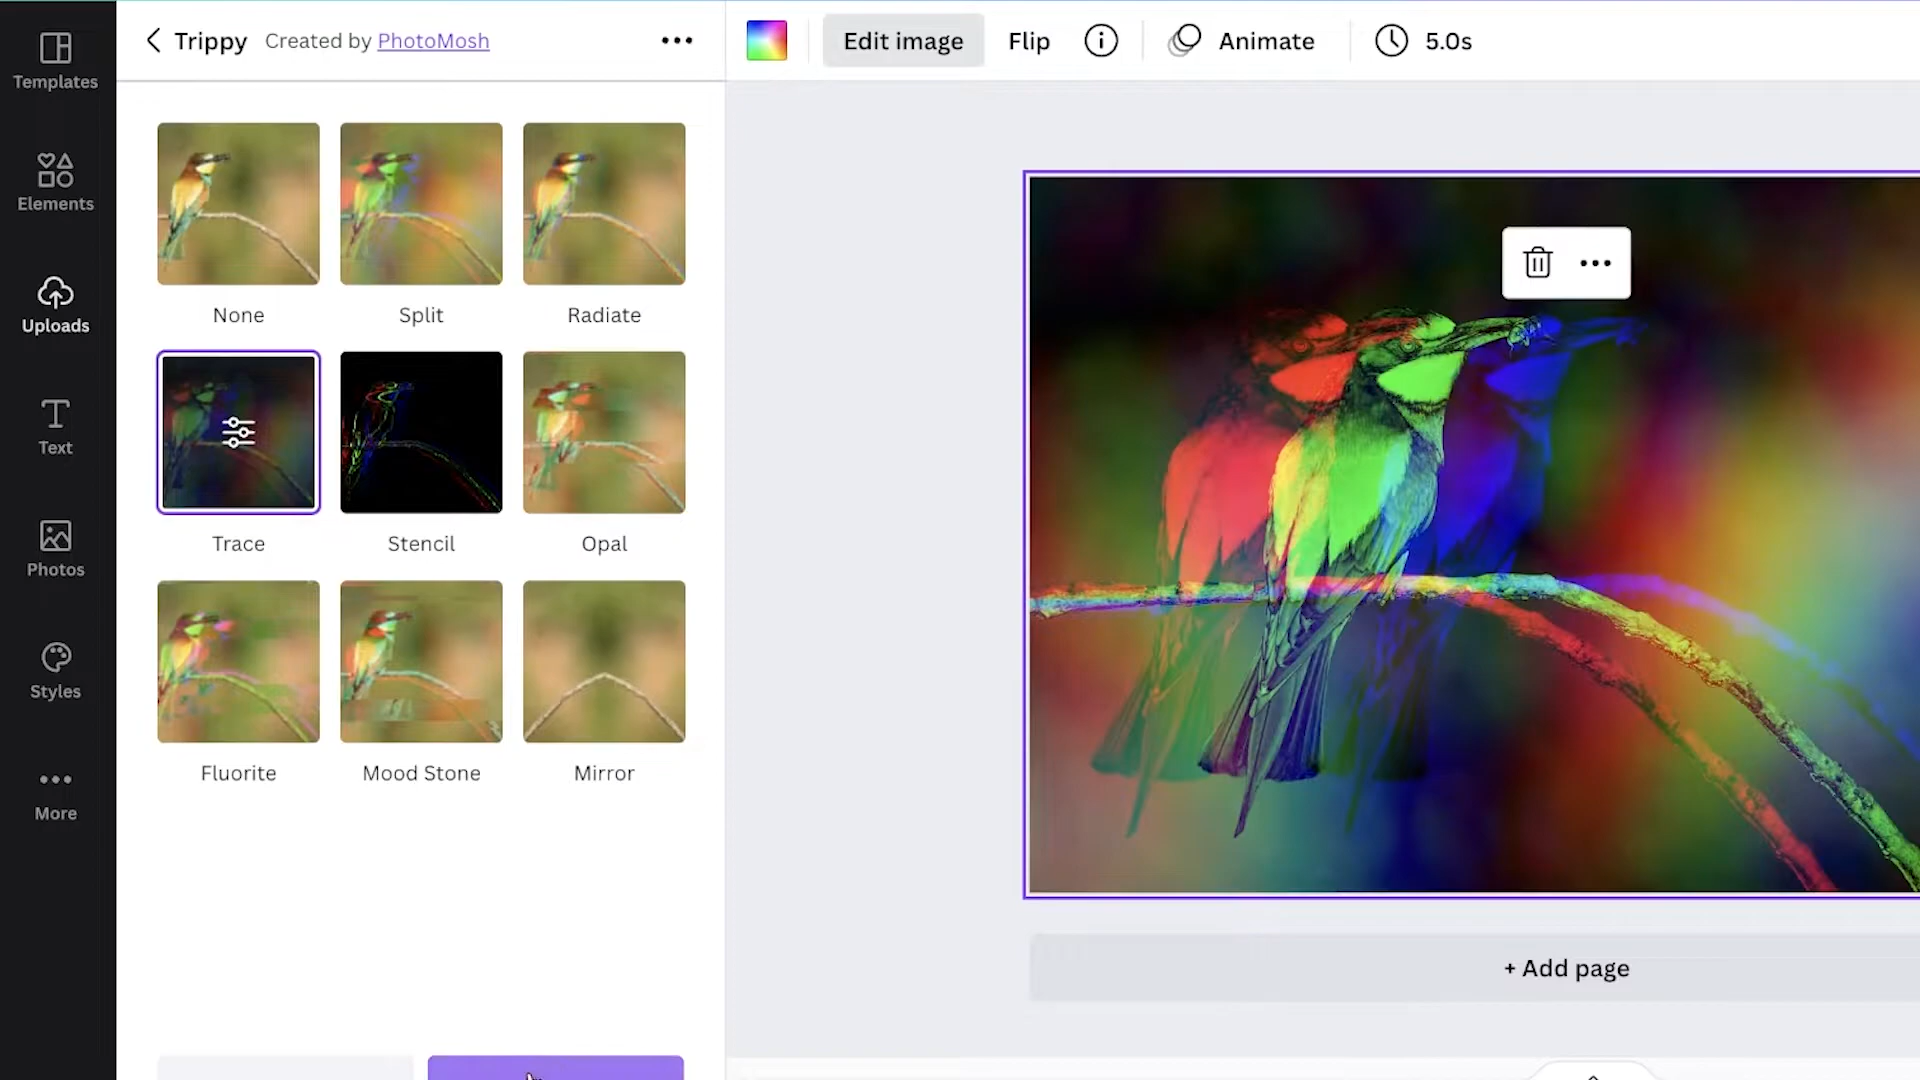 Templates
Elements
Uploads
Text
Photos
Styles
More
Trippy Created by PhotoMosh
None Split Radiate
Trace Stencil Opal
Fluorite Mood Stone Mirror
Edit image Flip Animate 5.0s
+ Add page